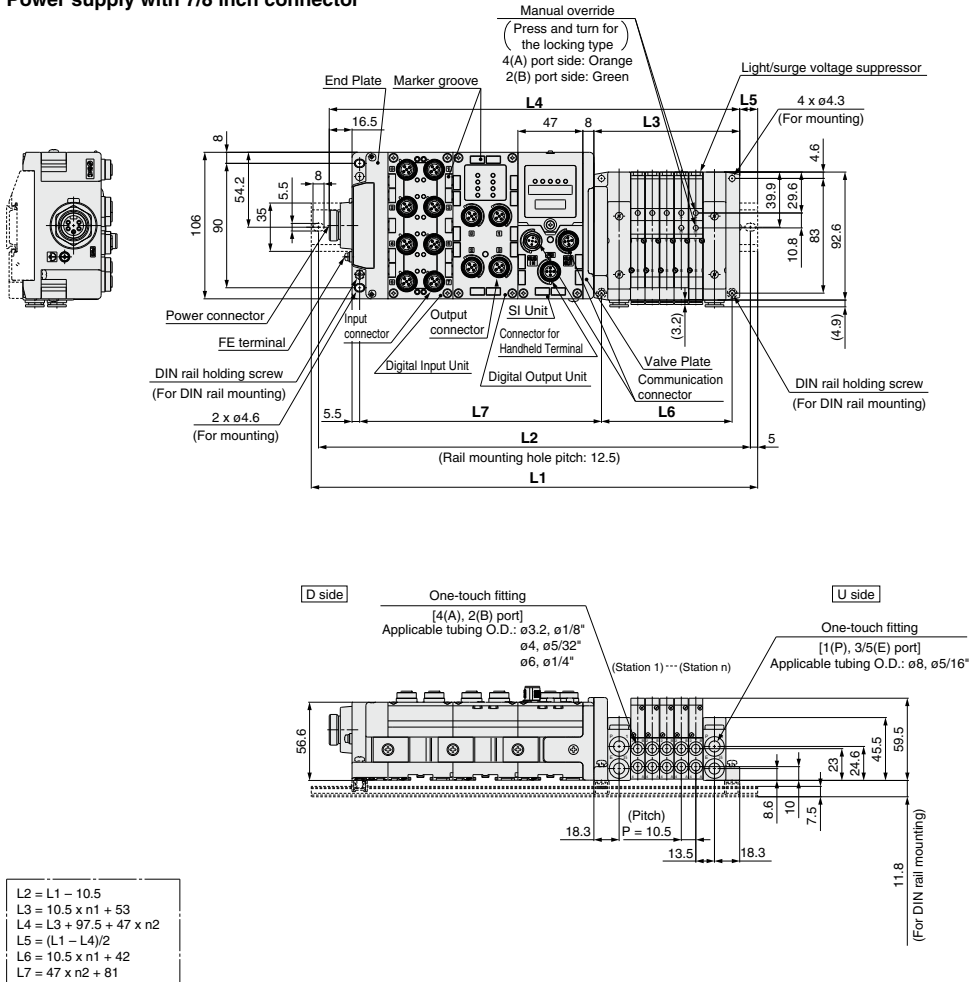 Power supply with 7/8 inch connector
Manual override
(Press and turn for
the locking type)
4(A) port side: Orange
2(B) port side: Green
Light/surge voltage suppressor
End Plate
Marker groove
L4
L5
4 x ø4.3
(For mounting)
16.5
47
8
L3
8
4.6
54.2
8
5.5
35
106
90
39.9
29.6
10.8
83
92.6
(3.2)
(4.9)
Power connector
FE terminal
Input
connector
Output
connector
SI Unit
Connector for
Handheld Terminal
Digital Input Unit
Digital Output Unit
Valve Plate
Communication
connector
DIN rail holding screw
(For DIN rail mounting)
DIN rail holding screw
(For DIN rail mounting)
2 x ø4.6
(For mounting)
5.5
L7
L6
L2
5
(Rail mounting hole pitch: 12.5)
L1
D side
U side
One-touch fitting
[4(A), 2(B) port]
Applicable tubing O.D.: ø3.2, ø1/8"
ø4, ø5/32"
ø6, ø1/4"
One-touch fitting
[1(P), 3/5(E) port]
Applicable tubing O.D.: ø8, ø5/16"
(Station 1)---(Station n)
56.6
23
24.6
45.5
59.5
8.6
10
7.5
(Pitch)
P = 10.5
18.3
13.5
18.3
11.8
(For DIN rail mounting)
L2 = L1 – 10.5
L3 = 10.5 x n1 + 53
L4 = L3 + 97.5 + 47 x n2
L5 = (L1 – L4)/2
L6 = 10.5 x n1 + 42
L7 = 47 x n2 + 81